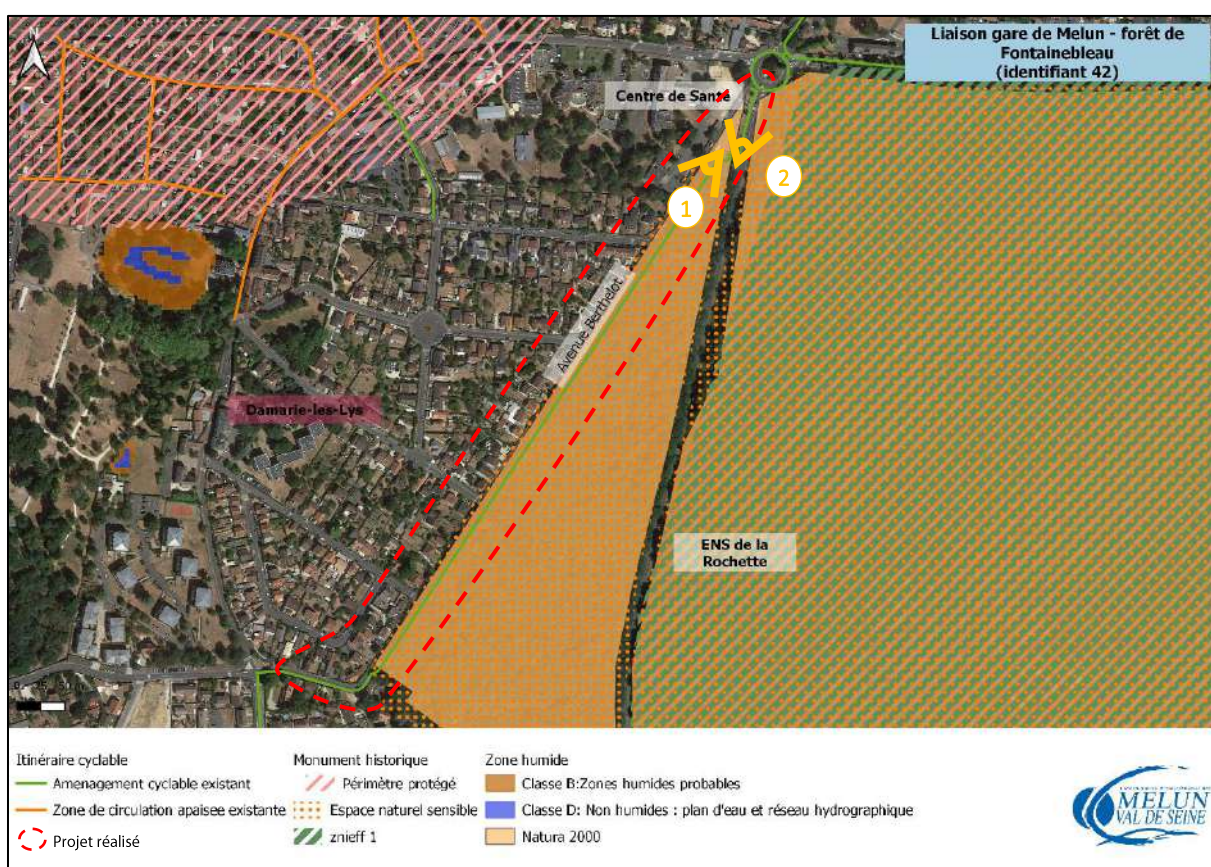 Liaison gare de Melun - forêt de
Fontainebleau
(identifiant 42)
Centre de Santé
2
1
Avenue Berthelot
Damarie-les-Lys
ENS de la
Rochette
Itinéraire cyclable
Amenagement cyclable existant
Zone de circulation apaisee existante
Projet réalisé
Monument historique
Périmètre protégé
Espace naturel sensible
znieff 1
Zone humide
Classe B:Zones humides probables
Classe D: Non humides : plan d'eau et réseau hydrographique
Natura 2000
MELUN
VAL DE SEINE